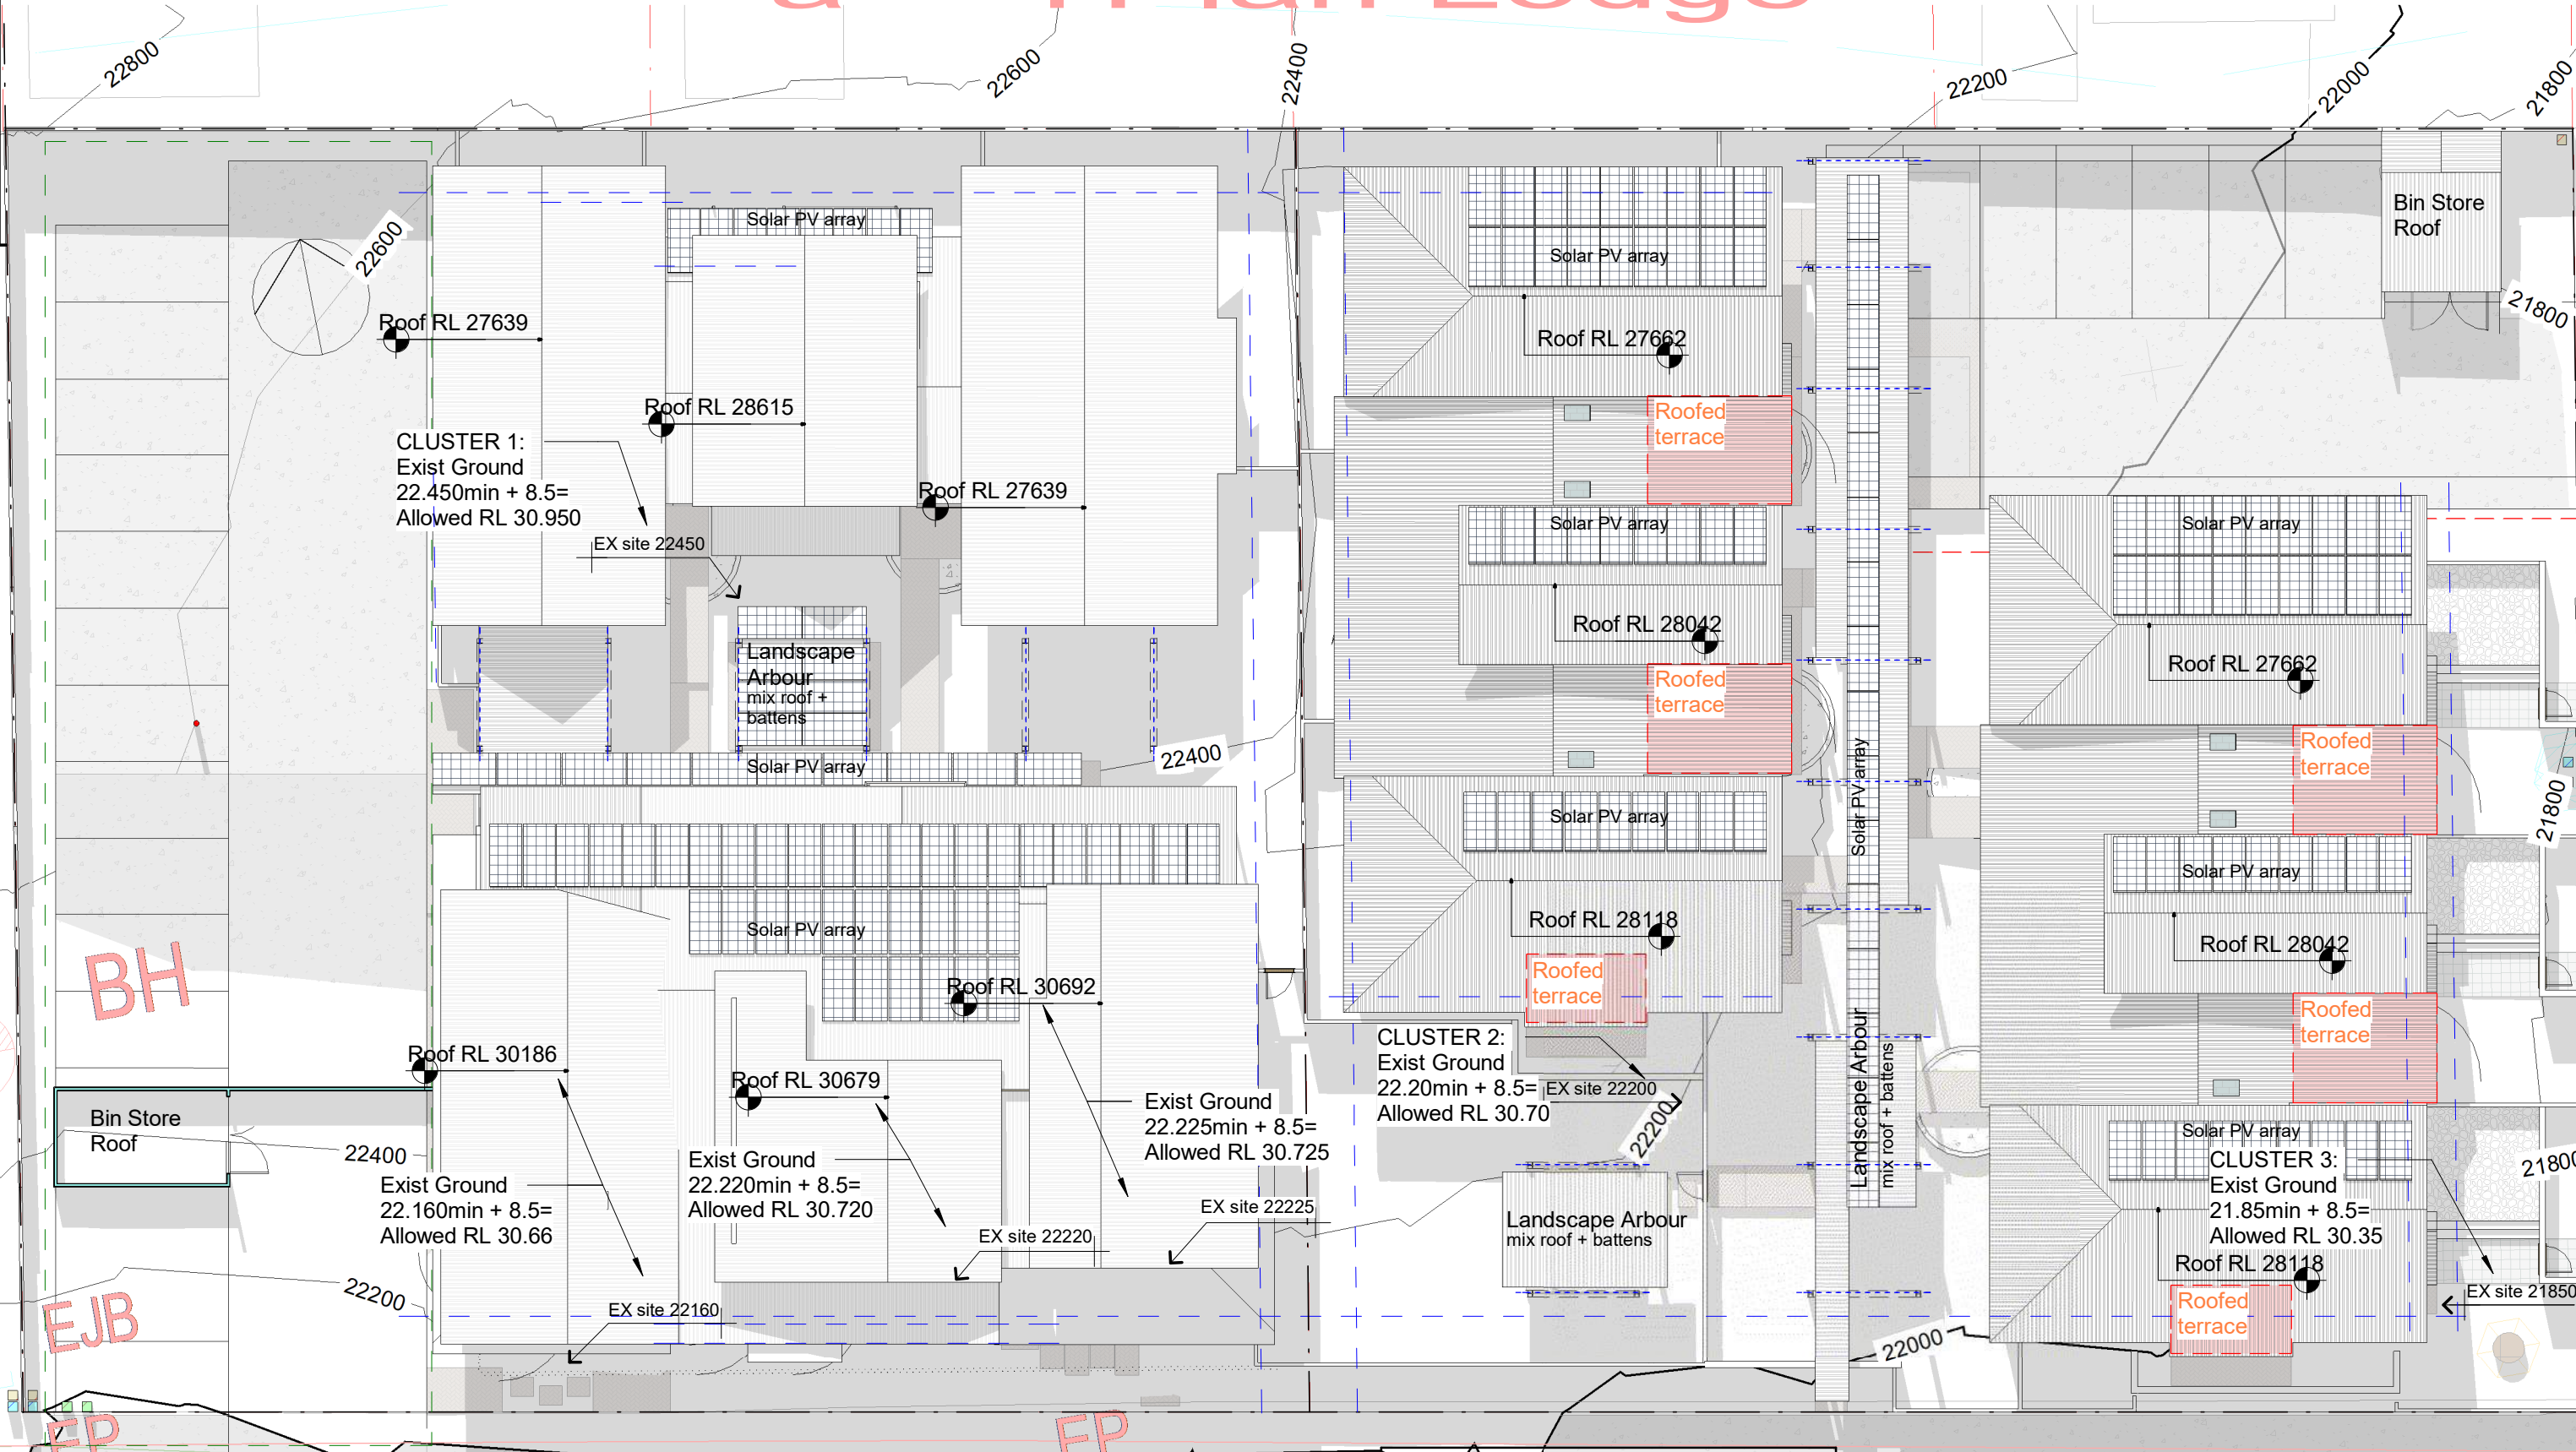 22800
22600
22400
22200
22000
21800
22600
Solar PV array
Solar PV array
Bin Store
Roof
21800
Roof RL 27639
Roof RL 27662
Roof RL 28615
Roofed
terrace
CLUSTER 1:
Exist Ground
22.450min + 8.5=
Allowed RL 30.950
Roof RL 27639
EX site 22450
Solar PV array
Solar PV array
Roof RL 28042
Roof RL 27662
Landscape
Arbour
mix roof +
battens
Roofed
terrace
Solar PV array
22400
Solar PV array
Roofed
terrace
21800
Solar PV array
Solar PV array
Solar PV array
Roof RL 28118
Roof RL 28042
BH
Roofed
terrace
Roof RL 30692
Roofed
terrace
Roof RL 30186
Roof RL 30679
CLUSTER 2:
Exist Ground
22.20min + 8.5=
Allowed RL 30.70
EX site 22200
22200
Landscape Arbour
mix roof + battens
Bin Store
Roof
22400
Exist Ground
22.160min + 8.5=
Allowed RL 30.66
Exist Ground
22.220min + 8.5=
Allowed RL 30.720
Exist Ground
22.225min + 8.5=
Allowed RL 30.725
EX site 22225
EX site 22220
EX site 22160
Landscape Arbour
mix roof + battens
Solar PV array
CLUSTER 3:
Exist Ground
21.85min + 8.5=
Allowed RL 30.35
21800
Roof RL 28118
EX site 21850
Roofed
terrace
22200
22000
EJB
EP
EP